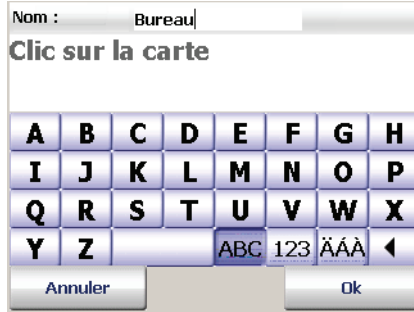 Nom : Bureau
Clic sur la carte
A B C D E F G H
I J K L M N O P
Q R S T U V W X
Y Z ABC 123 ÄÁÀ
Annuler Ok